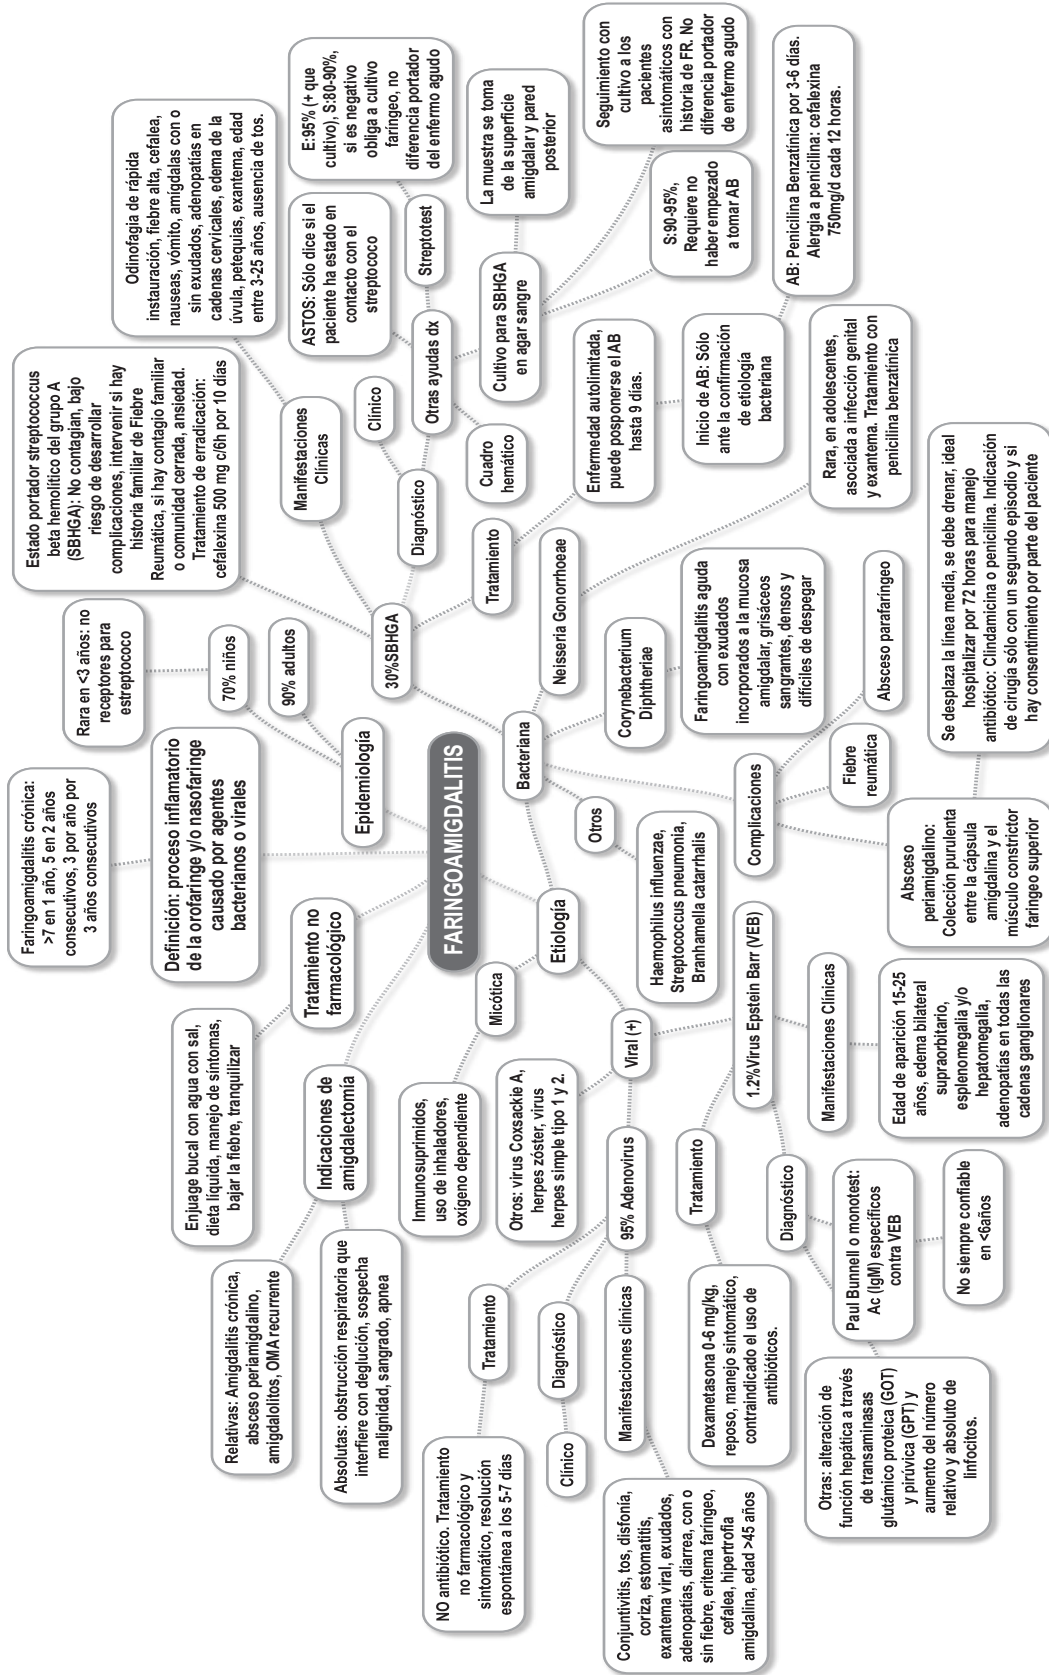 FARINGOAMIGDALITIS
Definición: proceso inflamatorio
de la orofaringe y/o nasofaringe
causado por agentes
bacterianos o virales
Faringoamigdalitis crónica:
>7 en 1 año, 5 en 2 años
consecutivos, 3 por año por
3 años consecutivos
Epidemiología
70% niños
Rara en <3 años: no
receptores para
estreptococo
90% adultos
Tratamiento no
farmacológico
Enjuage bucal con agua con sal,
dieta líquida, manejo de síntomas,
bajar la fiebre, tranquilizar
Indicaciones de
amigdalectomía
Relativas: Amigdalitis crónica,
absceso periamigdalino,
amigdalolitos, OMA recurrente
Absolutas: obstrucción respiratoria que
interfiere con deglución, sospecha
malignidad, sangrado, apnea
Etiología
Micótica
Inmunosuprimidos,
uso de inhaladores,
oxígeno dependiente
Viral (+)
Otros: virus Coxsackie A,
herpes zóster, virus
herpes simple tipo 1 y 2.
95% Adenovirus
Tratamiento
NO antibiótico. Tratamiento
no farmacológico y
sintomático, resolución
espontánea a los 5-7 días
Diagnóstico
Clínico
Manifestaciones clínicas
Conjuntivitis, tos, disfonía,
coriza, estomatitis,
exantema viral, exudados,
adenopatías, diarrea, con o
sin fiebre, eritema faríngeo,
cefalea, hipertrofia
amigdalina, edad >45 años
1.2%Virus Epstein Barr (VEB)
Tratamiento
Dexametasona 0-6 mg/kg,
reposo, manejo sintomático,
contraindicado el uso de
antibióticos.
Diagnóstico
Paul Bunnell o monotest:
Ac (IgM) específicos
contra VEB
No siempre confiable
en <6años
Otras: alteración de
función hepática a través
de transaminasas
glutámico proteica (GOT)
y pirúvica (GPT) y
aumento del número
relativo y absoluto de
linfocitos.
Manifestaciones Clínicas
Edad de aparición 15-25
años, edema bilateral
supraorbitario,
esplenomegalia y/o
hepatomegalia,
adenopatías en todas las
cadenas ganglionares
Bacteriana
30%SBHGA
Estado portador streptococcus
beta hemolítico del grupo A
(SBHGA): No contagian, bajo
riesgo de desarrollar
complicaciones, intervenir si hay
historia familiar de Fiebre
Reumática, si hay contagio familiar
o comunidad cerrada, ansiedad.
Tratamiento de erradicación:
cefalexina 500 mg c/6h por 10 días
Manifestaciones
Clínicas
Odinofagia de rápida
instauración, fiebre alta, cefalea,
nauseas, vómito, amígdalas con o
sin exudados, adenopatías en
cadenas cervicales, edema de la
úvula, petequias, exantema, edad
entre 3-25 años, ausencia de tos.
Diagnóstico
Clínico
Otras ayudas dx
ASTOS: Sólo dice si el
paciente ha estado en
contacto con el
streptococo
Streptotest
E:95% (+ que
cultivo), S:80-90%,
si es negativo
obliga a cultivo
faríngeo, no
diferencia portador
del enfermo agudo
Cultivo para SBHGA
en agar sangre
La muestra se toma
de la superficie
amigdalar y pared
posterior
Seguimiento con
cultivo a los
pacientes
asintomáticos con
historia de FR. No
diferencia portador
de enfermo agudo
S:90-95%,
Requiere no
haber empezado
a tomar AB
Cuadro
hemático
Tratamiento
Enfermedad autolimitada,
puede posponerse el AB
hasta 9 días.
Inicio de AB: Sólo
ante la confirmación
de etiología
bacteriana
AB: Penicilina Benzatínica por 3-6 días.
Alergia a penicilina: cefalexina
750mg/d cada 12 horas.
Neisseria Gonorrhoeae
Rara, en adolescentes,
asociada a infección genital
y exantema. Tratamiento con
penicilina benzatínica
Corynebacterium
Diphtheriae
Faringoamigdalitis aguda
con exudados
incorporados a la mucosa
amigdalar, grisáceos
sangrantes, densos y
difíciles de despegar
Otros
Haemophilus influenzae,
Streptococcus pneumonia,
Branhamella catarrhalis
Complicaciones
Absceso parafaríngeo
Fiebre
reumática
Absceso
periamigdalino:
Colección purulenta
entre la cápsula
amigdalina y el
músculo constrictor
faríngeo superior
Se desplaza la línea media, se debe drenar, ideal
hospitalizar por 72 horas para manejo
antibiótico: Clindamicina o penicilina. Indicación
de cirugía sólo con un segundo episodio y si
hay consentimiento por parte del paciente